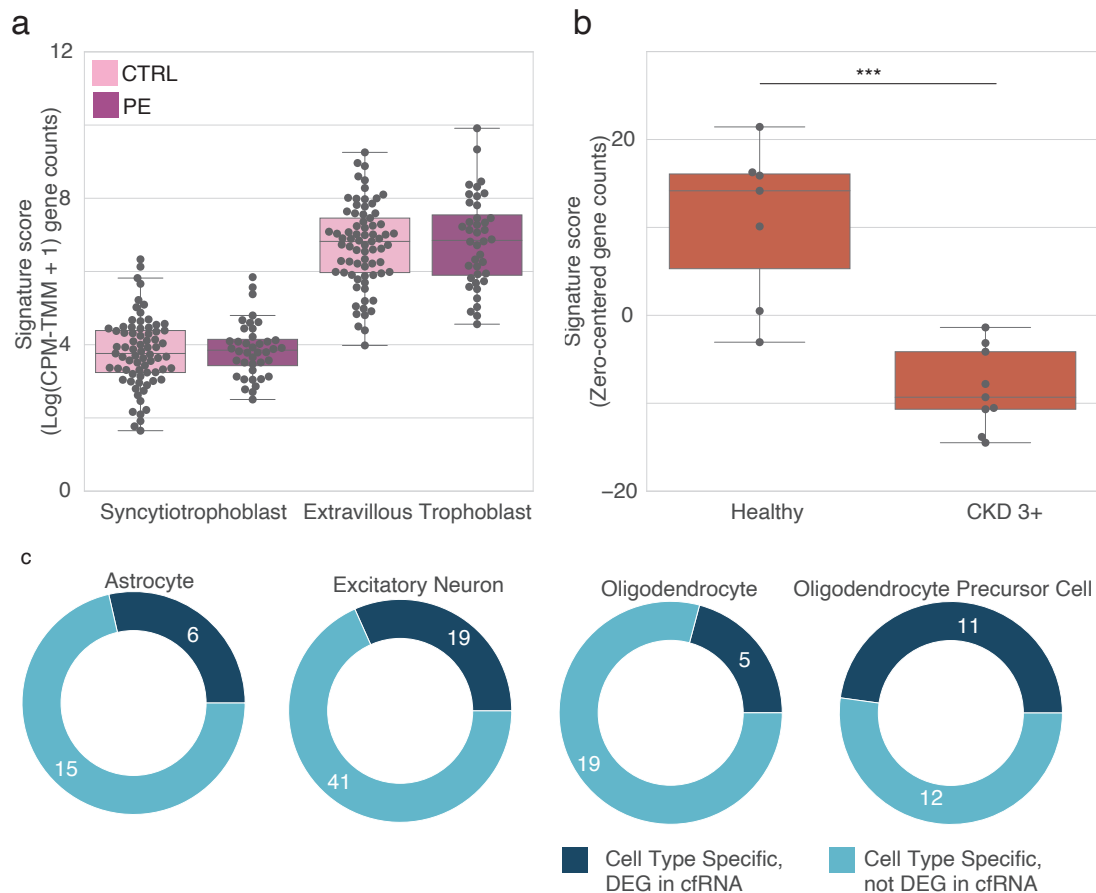 a
12
8
4
0
Signature score
(Log(CPM-TMM + 1) gene counts)
CTRL
PE
Syncytiotrophoblast
Extravillous Trophoblast
b
20
0
−20
Signature score
(Zero-centered gene counts)
***
Healthy
CKD 3+
c
Astrocyte
6
15
Excitatory Neuron
19
41
Oligodendrocyte
5
19
Oligodendrocyte Precursor Cell
11
12
Cell Type Specific,
DEG in cfRNA
Cell Type Specific,
not DEG in cfRNA